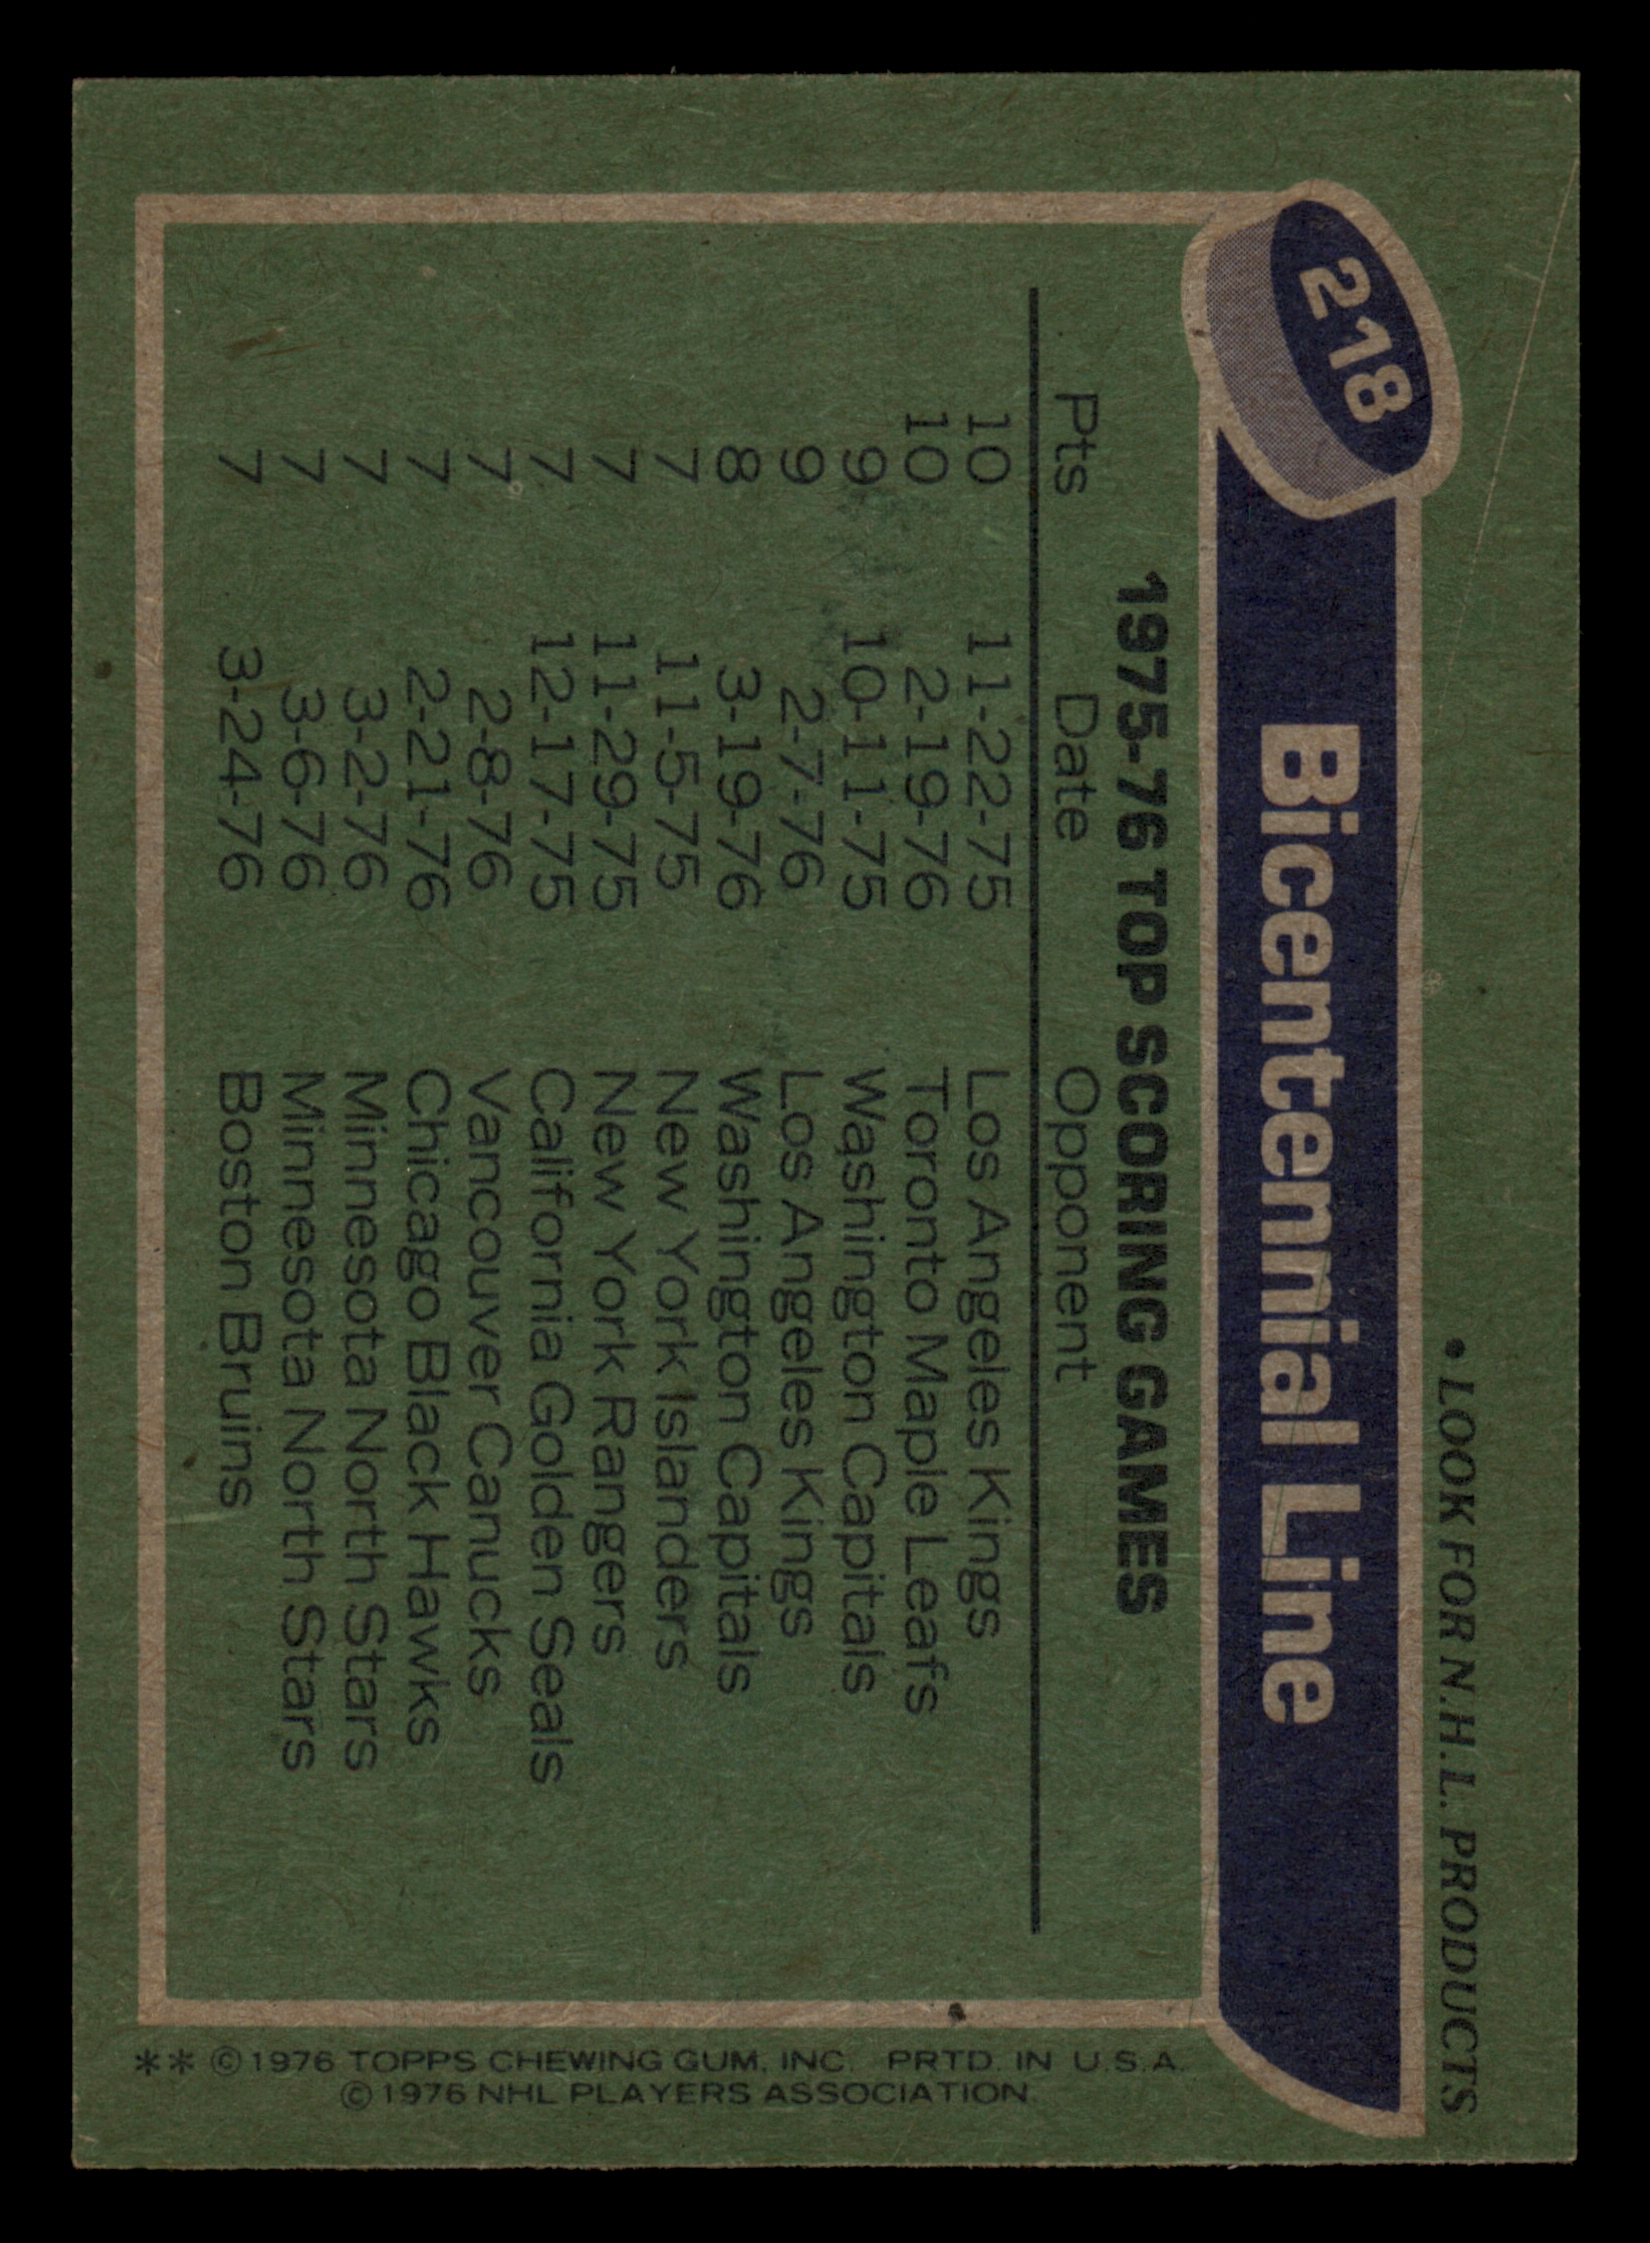 • LOOK FOR N.H.L. PRODUCTS
218
Bicentennial Line
1975-76 TOP SCORING GAMES
Pts Date Opponent
10 11-22-75 Los Angeles Kings
10 2-19-76 Toronto Maple Leafs
9 10-11-75 Washington Capitals
9 2-7-76 Los Angeles Kings
8 3-19-76 Washington Capitals
7 11-5-75 New York Islanders
7 11-29-75 New York Rangers
7 12-17-75 California Golden Seals
7 2-8-76 Vancouver Canucks
7 2-21-76 Chicago Black Hawks
7 3-2-76 Minnesota North Stars
7 3-6-76 Minnesota North Stars
7 3-24-76 Boston Bruins
** © 1976 TOPPS CHEWING GUM, INC. PRTD. IN U.S.A.
© 1976 NHL PLAYERS ASSOCIATION